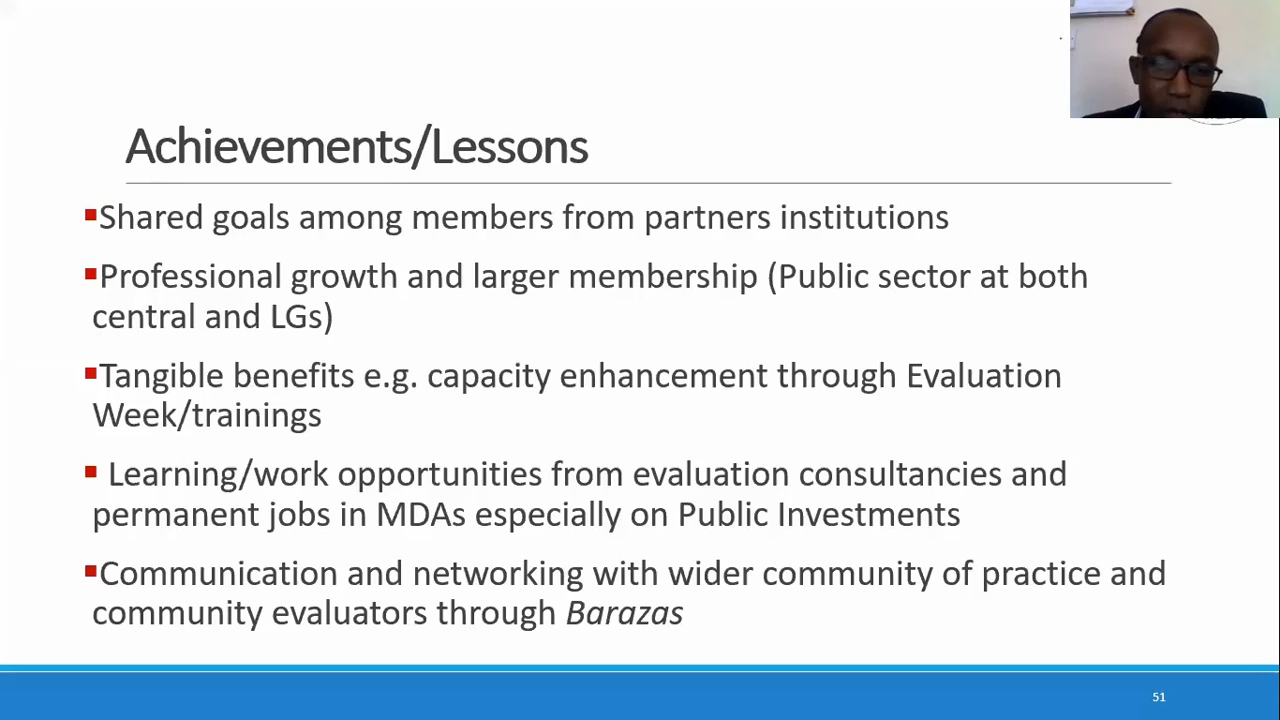 Achievements/Lessons
▪Shared goals among members from partners institutions
▪Professional growth and larger membership (Public sector at both
central and LGs)
▪Tangible benefits e.g. capacity enhancement through Evaluation
Week/trainings
▪ Learning/work opportunities from evaluation consultancies and
permanent jobs in MDAs especially on Public Investments
▪Communication and networking with wider community of practice and
community evaluators through Barazas
51